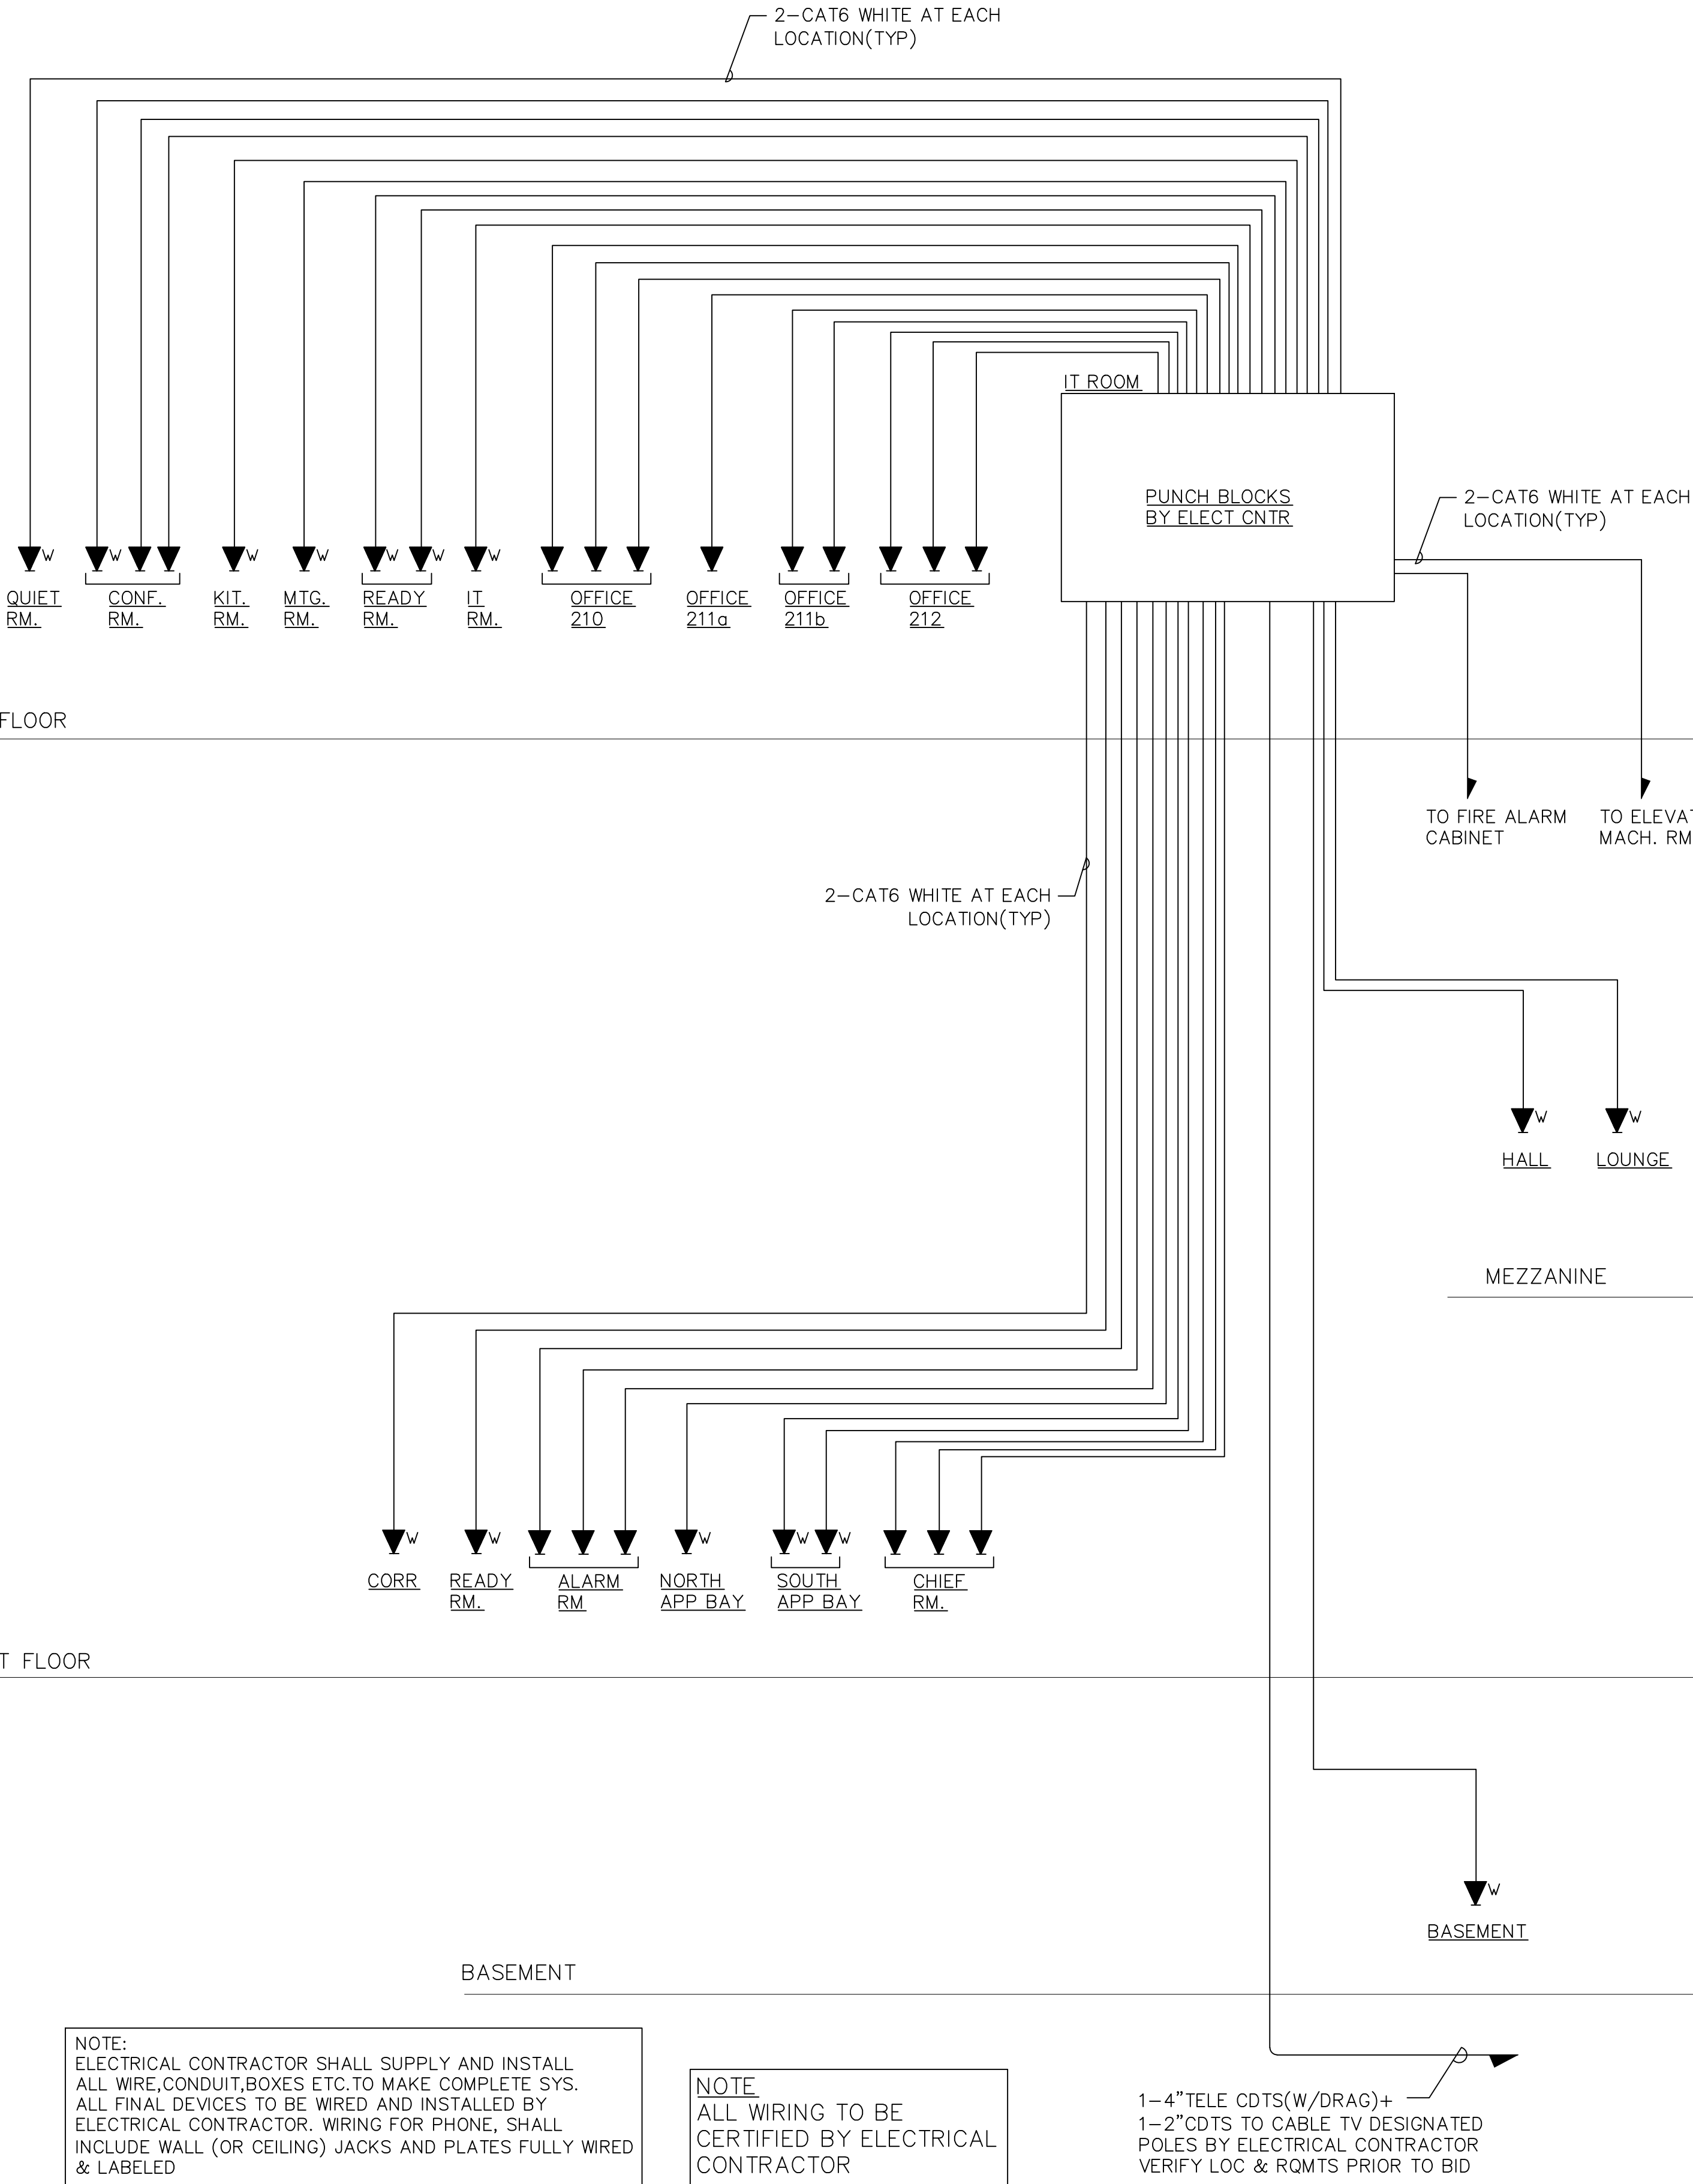 2-CAT6 WHITE AT EACH
LOCATION(TYP)
IT ROOM
PUNCH BLOCKS
BY ELECT CNTR
2-CAT6 WHITE AT EACH
LOCATION(TYP)
W
W
W
W
W
W
W
QUIET
RM.
CONF.
RM.
KIT.
RM.
MTG.
RM.
READY
RM.
IT
RM.
OFFICE
210
OFFICE
211a
OFFICE
211b
OFFICE
212
FLOOR
TO FIRE ALARM
CABINET
TO ELEVAT
MACH. RM
2-CAT6 WHITE AT EACH
LOCATION(TYP)
W
W
HALL
LOUNGE
MEZZANINE
W
W
W
W
W
CORR
READY
RM.
ALARM
RM
NORTH
APP BAY
SOUTH
APP BAY
CHIEF
RM.
T FLOOR
W
BASEMENT
BASEMENT
NOTE:
ELECTRICAL CONTRACTOR SHALL SUPPLY AND INSTALL
ALL WIRE,CONDUIT,BOXES ETC.TO MAKE COMPLETE SYS.
ALL FINAL DEVICES TO BE WIRED AND INSTALLED BY
ELECTRICAL CONTRACTOR. WIRING FOR PHONE, SHALL
INCLUDE WALL (OR CEILING) JACKS AND PLATES FULLY WIRED
& LABELED
NOTE
ALL WIRING TO BE
CERTIFIED BY ELECTRICAL
CONTRACTOR
1-4"TELE CDTS(W/DRAG)+
1-2"CDTS TO CABLE TV DESIGNATED
POLES BY ELECTRICAL CONTRACTOR
VERIFY LOC & RQMTS PRIOR TO BID